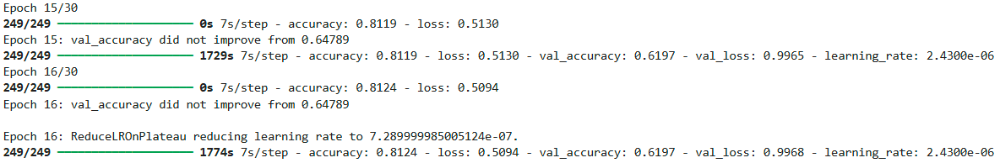 Epoch 15/30
249/249 ━━━━━━━━━━━━━━━━━━━━ 0s 7s/step - accuracy: 0.8119 - loss: 0.5130
Epoch 15: val_accuracy did not improve from 0.64789
249/249 ━━━━━━━━━━━━━━━━━━━━ 1729s 7s/step - accuracy: 0.8119 - loss: 0.5130 - val_accuracy: 0.6197 - val_loss: 0.9965 - learning_rate: 2.4300e-06
Epoch 16/30
249/249 ━━━━━━━━━━━━━━━━━━━━ 0s 7s/step - accuracy: 0.8124 - loss: 0.5094
Epoch 16: val_accuracy did not improve from 0.64789
Epoch 16: ReduceLROnPlateau reducing learning rate to 7.289999985005124e-07.
249/249 ━━━━━━━━━━━━━━━━━━━━ 1774s 7s/step - accuracy: 0.8124 - loss: 0.5094 - val_accuracy: 0.6197 - val_loss: 0.9968 - learning_rate: 2.4300e-06